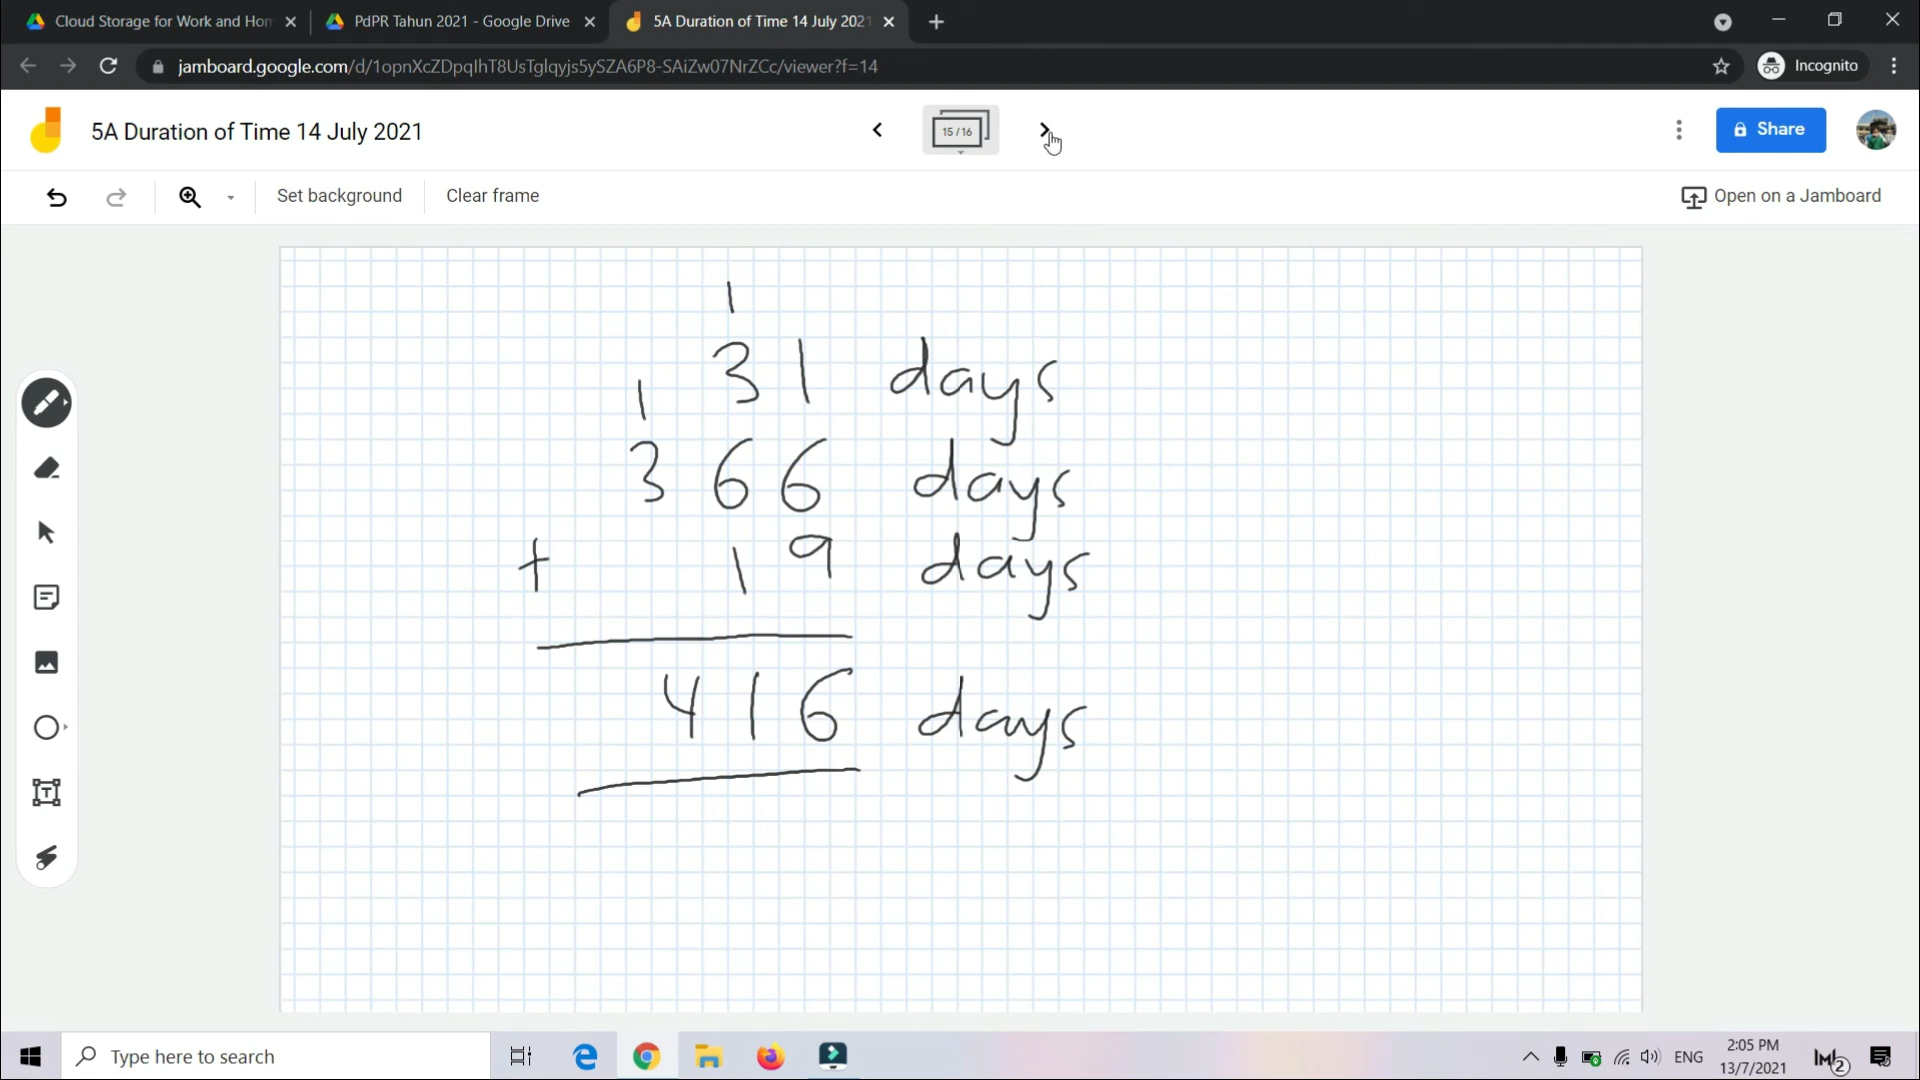 Cloud Storage for Work and Hom
PdPR Tahun 2021 - Google Drive
5A Duration of Time 14 July 2021
jamboard.google.com/d/1opnXcZDpqIhT8UsTglqyjs5ySZA6P8-SAiZw07NrZCc/viewer?f=14
Incognito
5A Duration of Time 14 July 2021
15 / 16
Share
Set background
Clear frame
Open on a Jamboard
1
31 days
1
366 days
+ 19 days
416 days
Type here to search
ENG
2:05 PM
13/7/2021
2